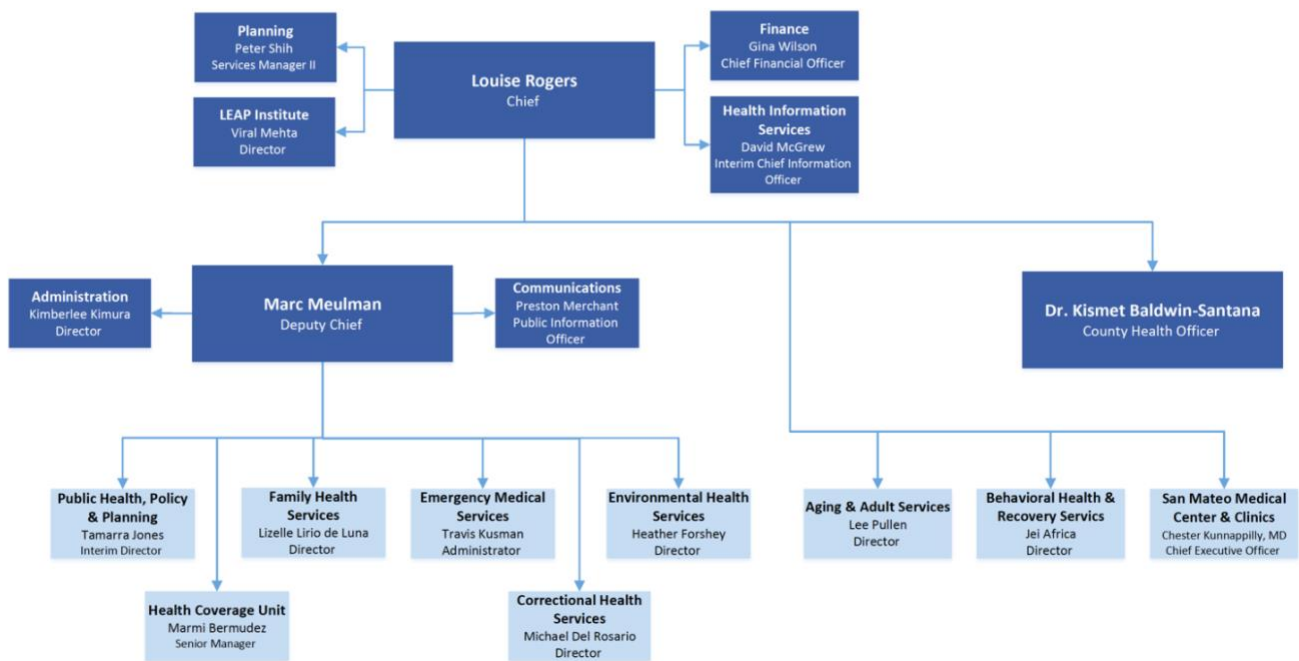 Planning
Peter Shih
Services Manager II
Finance
Gina Wilson
Chief Financial Officer
Louise Rogers
Chief
LEAP Institute
Viral Mehta
Director
Health Information
Services
David McGrew
Interim Chief Information
Officer
Administration
Kimberlee Kimura
Director
Marc Meulman
Deputy Chief
Communications
Preston Merchant
Public Information
Officer
Dr. Kismet Baldwin-Santana
County Health Officer
Public Health, Policy
& Planning
Tamarra Jones
Interim Director
Family Health
Services
Lizelle Lirio de Luna
Director
Emergency Medical
Services
Travis Kusman
Administrator
Environmental Health
Services
Heather Forshey
Director
Aging & Adult Services
Lee Pullen
Director
Behavioral Health &
Recovery Servics
Jei Africa
Director
San Mateo Medical
Center & Clinics
Chester Kunnappilly, MD
Chief Executive Officer
Health Coverage Unit
Marmi Bermudez
Senior Manager
Correctional Health
Services
Michael Del Rosario
Director